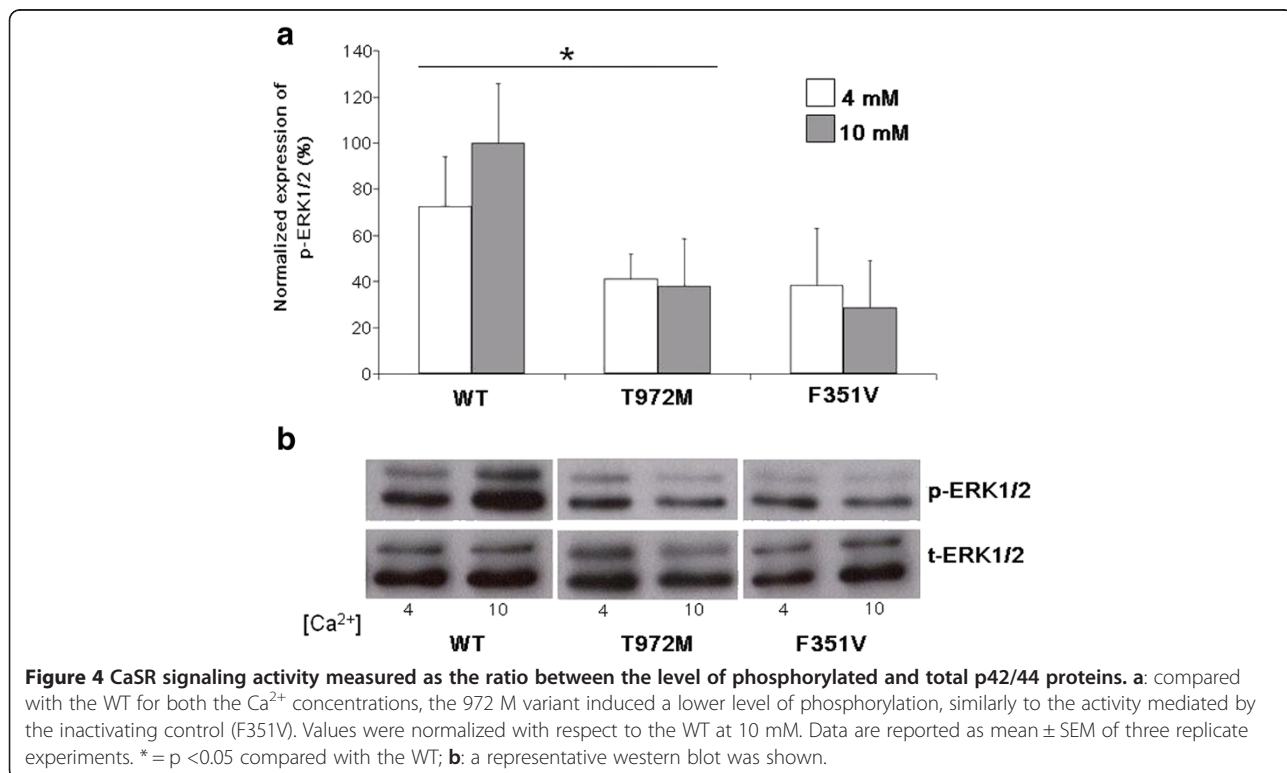 a
140
120
100
80
60
40
20
0
Normalized expression of
p-ERK1/2 (%)
*
4 mM
10 mM
WT T972M F351V
b
p-ERK1/2
t-ERK1/2
4 10 4 10 4 10
[Ca²⁺]
WT T972M F351V
Figure 4 CaSR signaling activity measured as the ratio between the level of phosphorylated and total p42/44 proteins. a: compared
with the WT for both the Ca²⁺ concentrations, the 972 M variant induced a lower level of phosphorylation, similarly to the activity mediated by
the inactivating control (F351V). Values were normalized with respect to the WT at 10 mM. Data are reported as mean ± SEM of three replicate
experiments. * = p <0.05 compared with the WT; b: a representative western blot was shown.